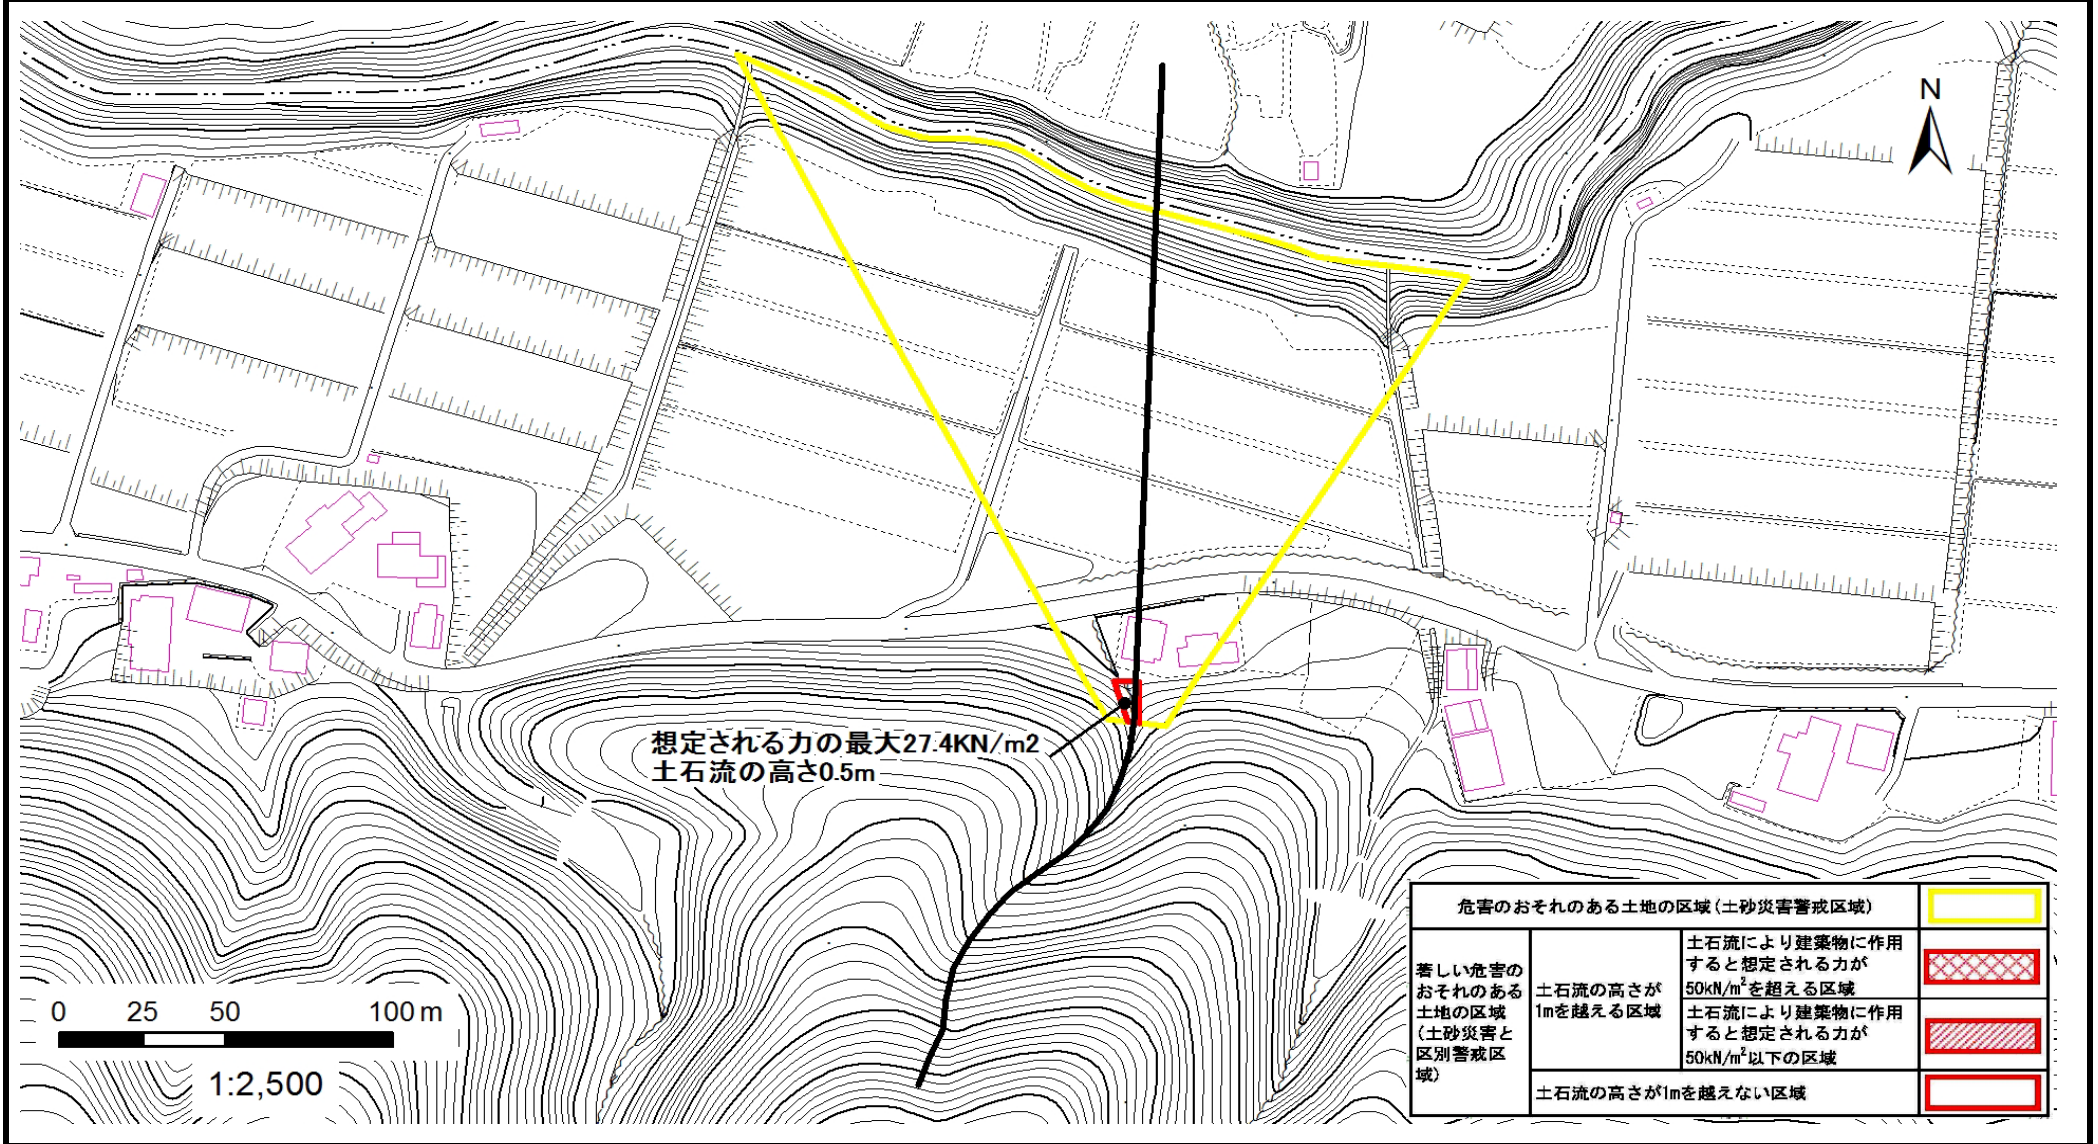 N
想定される力の最大27.4KN/m2
土石流の高さ0.5m
0 25 50 100m
1:2,500
危害のおそれのある土地の区域(土砂災害警戒区域)
著しい危害の
おそれのある
土地の区域
(土砂災害と
区別警戒区
域)
土石流の高さが
1mを越える区域
土石流により建築物に作用
すると想定される力が
50kN/m²を超える区域
土石流により建築物に作用
すると想定される力が
50kN/m²以下の区域
土石流の高さが1mを越えない区域